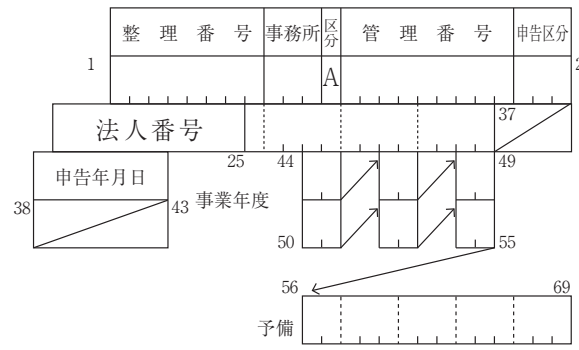 整理番号 事務所 区分 管理番号 申告区分
1 A 2
法人番号 37
25 44 49
申告年月日
38 43 事業年度
50 55
56 69
予備